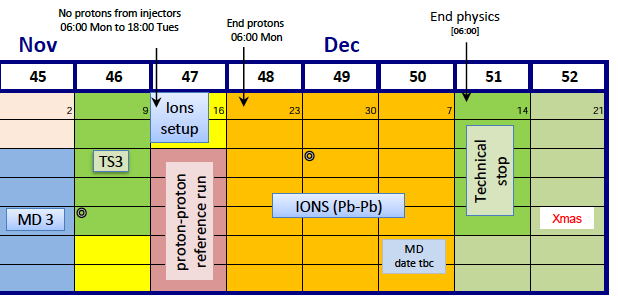 No protons from injectors
06:00 Mon to 18:00 Tues
End protons
06:00 Mon
End physics
[06:00]
Nov
Dec
45 46 47 48 49 50 51 52
2 9 16 23 30 7 14 21
Ions
setup
TS3
proton-proton
reference run
Technical
stop
IONS (Pb-Pb)
MD 3
Xmas
MD
date tbc